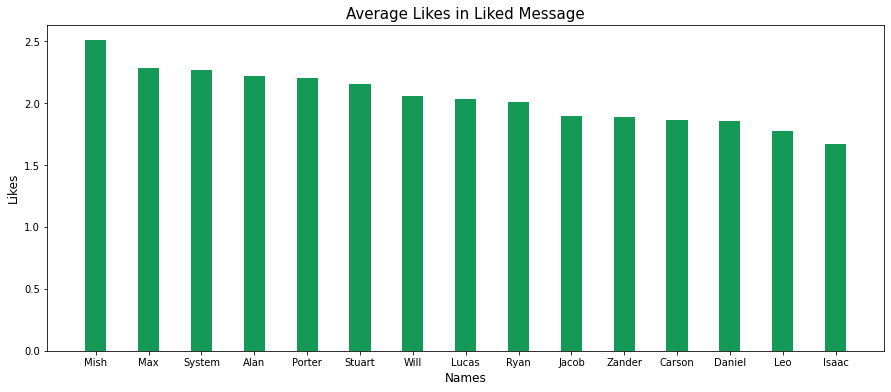 Average Likes in Liked Message
Likes
2.5
2.0
1.5
1.0
0.5
0.0
Mish Max System Alan Porter Stuart Will Lucas Ryan Jacob Zander Carson Daniel Leo Isaac
Names